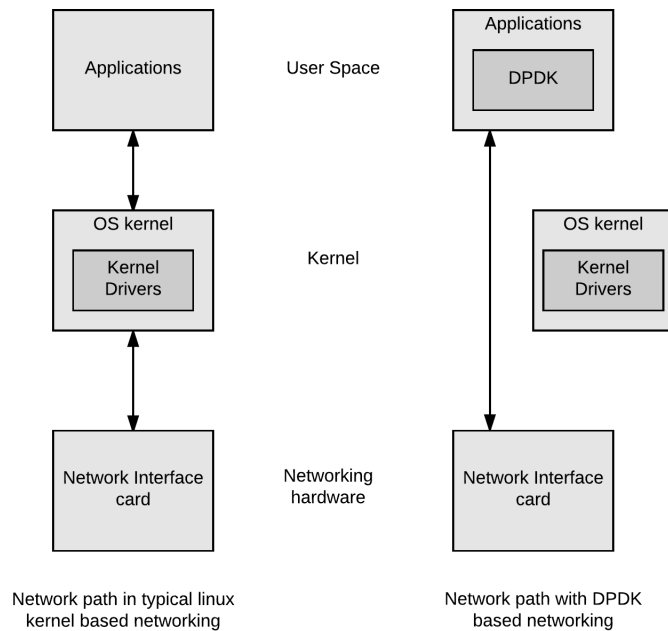 Applications
User Space
Applications
DPDK
OS kernel
Kernel
Drivers
Kernel
OS kernel
Kernel
Drivers
Network Interface
card
Networking
hardware
Network Interface
card
Network path in typical linux
kernel based networking
Network path with DPDK
based networking